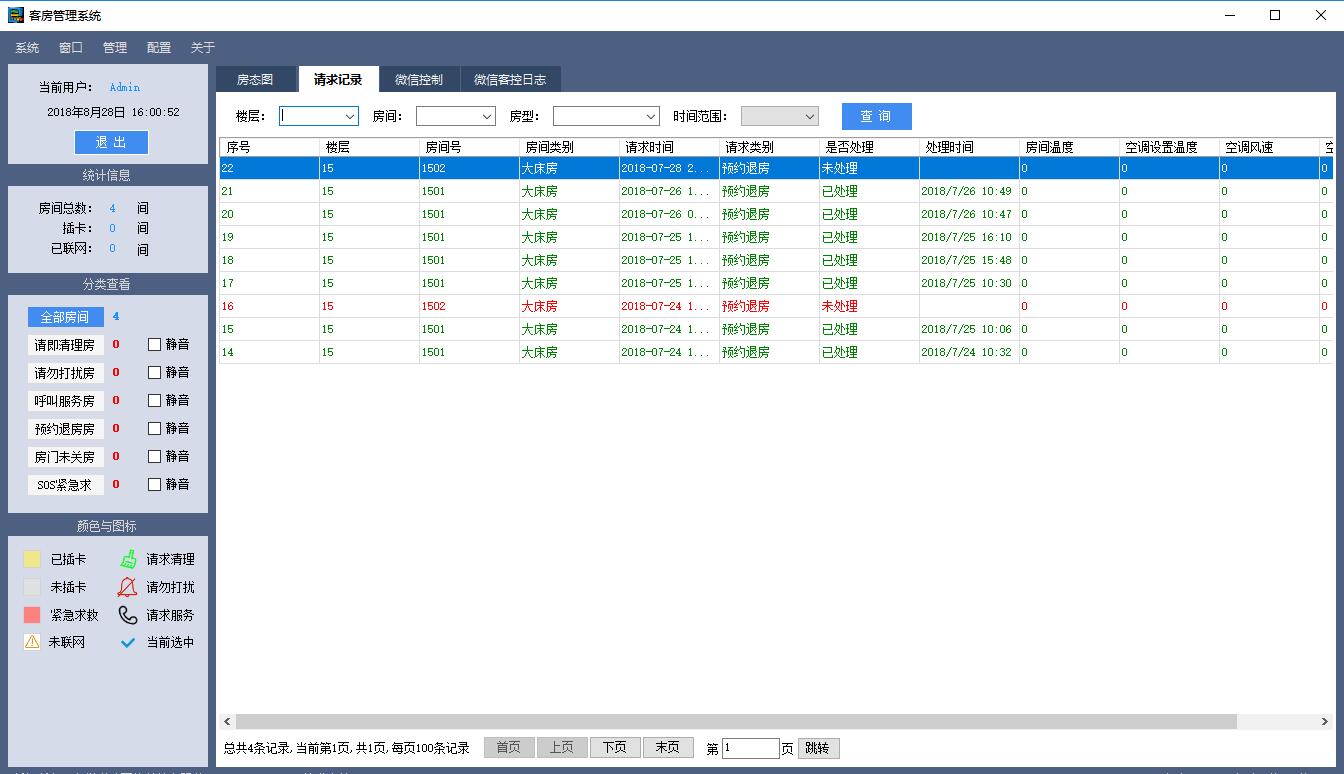 客房管理系统
系统 窗口 管理 配置 关于
当前用户： Admin
2018年8月28日 16:00:52
退 出
统计信息
房间总数： 4 间
插卡： 0 间
已联网： 0 间
分类查看
全部房间 4
请即清理房 0 静音
请勿打扰房 0 静音
呼叫服务房 0 静音
预约退房房 0 静音
房门未关房 0 静音
SOS紧急求 0 静音
颜色与图标
已插卡 请求清理
未插卡 请勿打扰
紧急求数 请求服务
未联网 当前选中
房态图 请求记录 微信控制 微信客控日志
楼层： 房间： 房型： 时间范围： 查 询
序号 楼层 房间号 房间类别 请求时间 请求类别 是否处理 处理时间 房间温度 空调设置温度 空调风速
22 15 1502 大床房 2018-07-28 2... 预约退房 未处理 0 0 0 0
21 15 1501 大床房 2018-07-26 1... 预约退房 已处理 2018/7/26 10:49 0 0 0 0
20 15 1501 大床房 2018-07-26 0... 预约退房 已处理 2018/7/26 10:47 0 0 0 0
19 15 1501 大床房 2018-07-25 1... 预约退房 已处理 2018/7/25 16:10 0 0 0 0
18 15 1501 大床房 2018-07-25 1... 预约退房 已处理 2018/7/25 15:48 0 0 0 0
17 15 1501 大床房 2018-07-25 1... 预约退房 已处理 2018/7/25 10:30 0 0 0 0
16 15 1502 大床房 2018-07-24 1... 预约退房 未处理 0 0 0 0
15 15 1501 大床房 2018-07-24 1... 预约退房 已处理 2018/7/25 10:06 0 0 0 0
14 15 1501 大床房 2018-07-24 1... 预约退房 已处理 2018/7/24 10:32 0 0 0 0
总共4条记录,当前第1页,共1页,每页100条记录 首页 上页 下页 末页 第 1 页 跳转